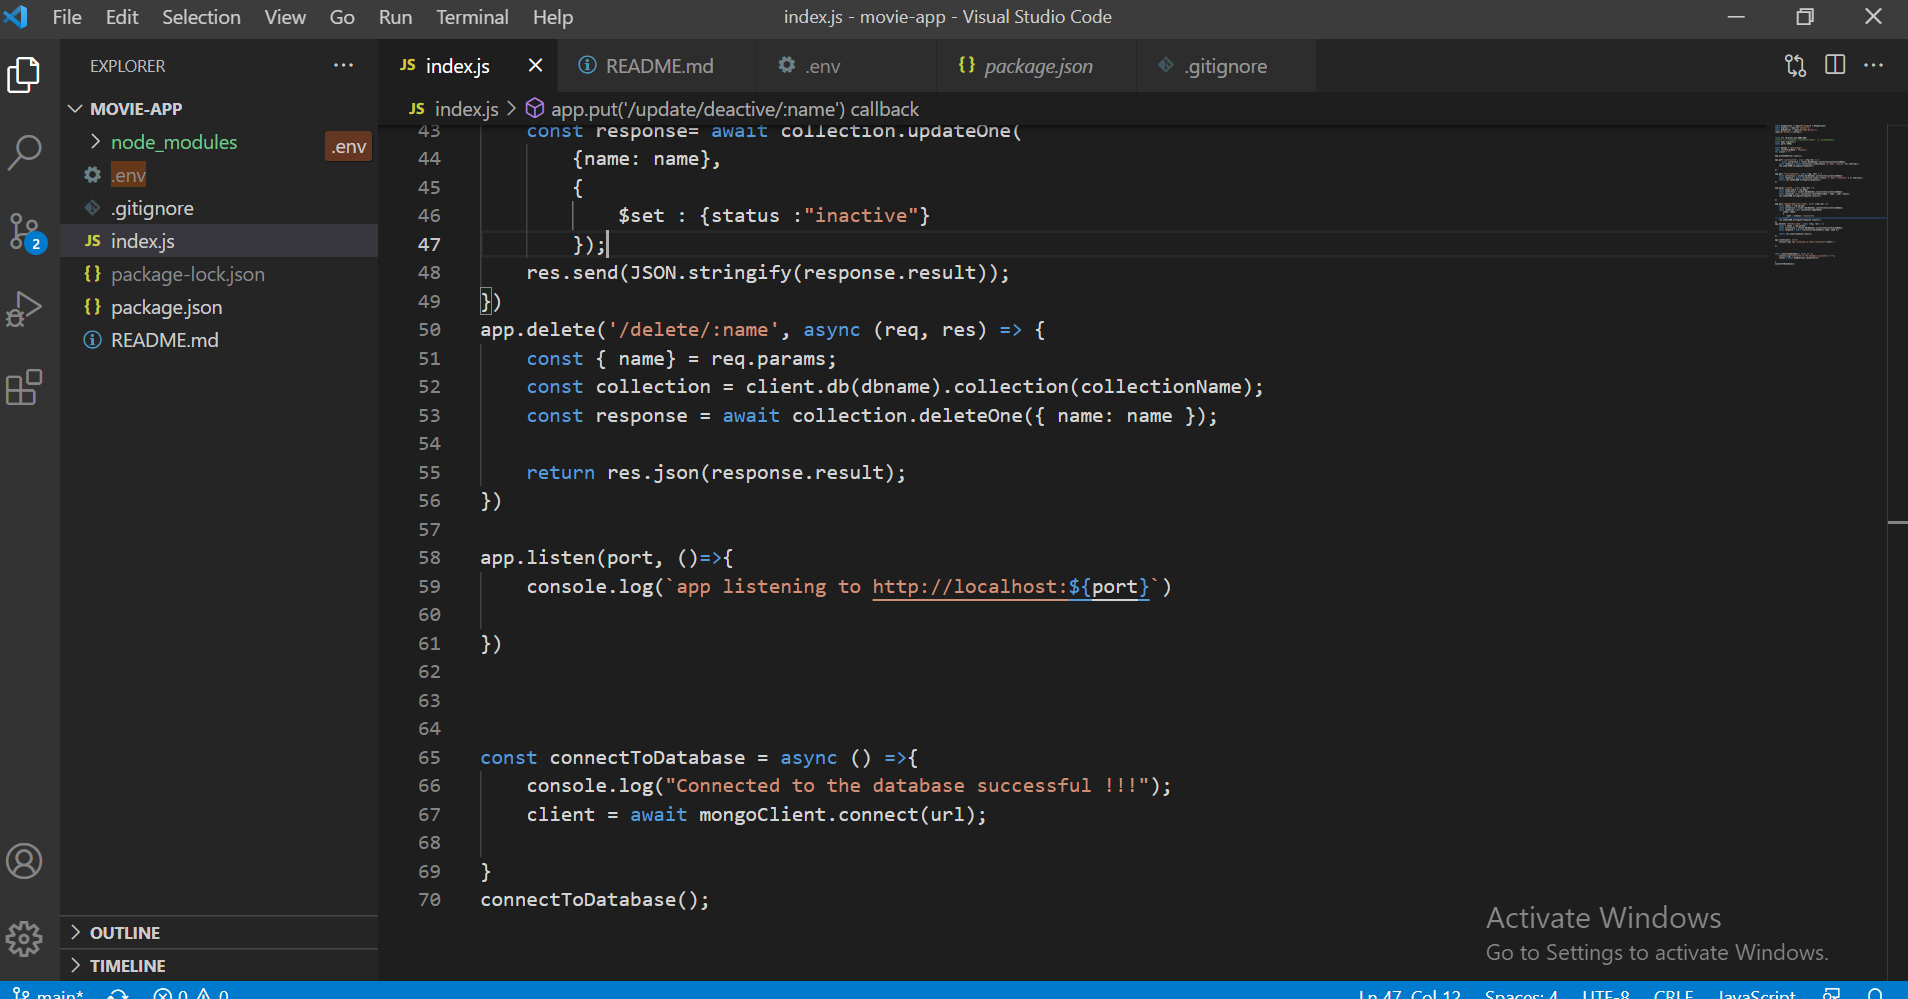 File Edit Selection View Go Run Terminal Help
index.js - movie-app - Visual Studio Code
EXPLORER
MOVIE-APP
node_modules
.env
.env
.gitignore
JS index.js
{} package-lock.json
{} package.json
README.md
OUTLINE
TIMELINE
2
JS index.js
README.md
.env
{} package.json
.gitignore
JS index.js > app.put('/update/deactive/:name') callback
43 const response= await collection.updateOne(
44 {name: name},
45 {
46 $set : {status :"inactive"}
47 });
48 res.send(JSON.stringify(response.result));
49 })
50 app.delete('/delete/:name', async (req, res) => {
51 const { name} = req.params;
52 const collection = client.db(dbname).collection(collectionName);
53 const response = await collection.deleteOne({ name: name });
54
55 return res.json(response.result);
56 })
57
58 app.listen(port, ()=>{
59 console.log(`app listening to http://localhost:${port}`)
60
61 })
62
63
64
65 const connectToDatabase = async () =>{
66 console.log("Connected to the database successful !!!");
67 client = await mongoClient.connect(url);
68
69 }
70 connectToDatabase();
Activate Windows
Go to Settings to activate Windows.
main* 0 0 Ln 47, Col 12 Spaces: 4 UTF-8 CRLF JavaScript